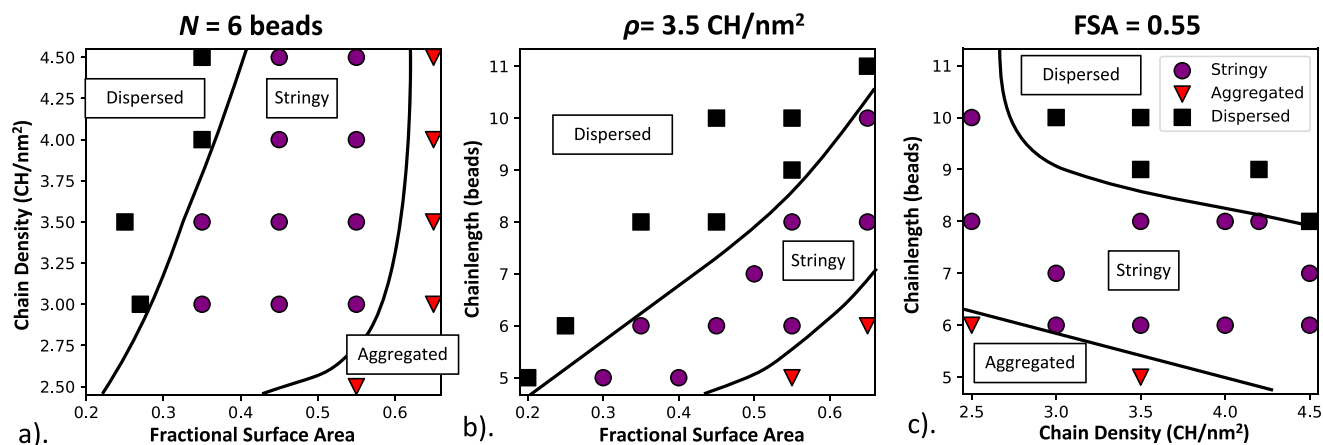 N = 6 beads
4.50
4.25
4.00
3.75
3.50
3.25
3.00
2.75
2.50
Chain Density (CH/nm²)
Dispersed
Stringy
Aggregated
0.2 0.3 0.4 0.5 0.6
Fractional Surface Area
a).
ρ= 3.5 CH/nm²
11
10
9
8
7
6
5
Chainlength (beads)
Dispersed
Stringy
0.2 0.3 0.4 0.5 0.6
Fractional Surface Area
b).
FSA = 0.55
11
10
9
8
7
6
5
Chainlength (beads)
Dispersed
Stringy
Aggregated
Dispersed
Stringy
Aggregated
2.5 3.0 3.5 4.0 4.5
Chain Density (CH/nm²)
c).